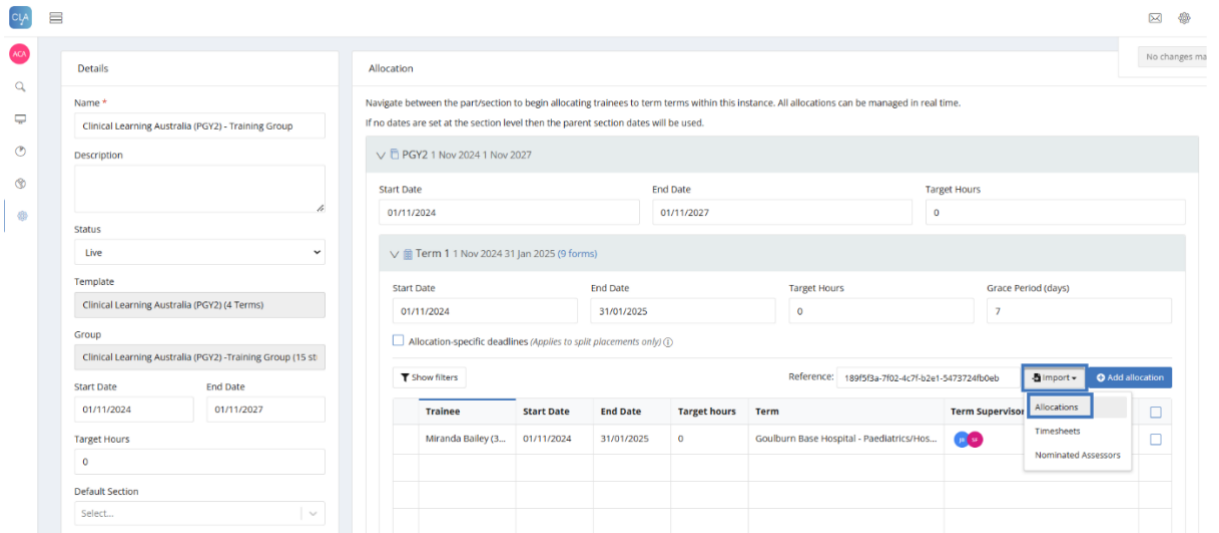 CLA
ACA
No changes ma
Details
Name *
Clinical Learning Australia (PGY2) - Training Group
Description
Status
Live
Template
Clinical Learning Australia (PGY2) (4 Terms)
Group
Clinical Learning Australia (PGY2) -Training Group (15 st
Start Date End Date
01/11/2024 01/11/2027
Target Hours
0
Default Section
Select...
Allocation
Navigate between the part/section to begin allocating trainees to term terms within this instance. All allocations can be managed in real time.
If no dates are set at the section level then the parent section dates will be used.
PGY2 1 Nov 2024 1 Nov 2027
Start Date End Date Target Hours
01/11/2024 01/11/2027 0
Term 1 1 Nov 2024 31 Jan 2025 (9 forms)
Start Date End Date Target Hours Grace Period (days)
01/11/2024 31/01/2025 0 7
Allocation-specific deadlines (Applies to split placements only)
Show filters Reference: 189f5f3a-7f02-4c7f-b2e1-5473724fb0eb Import Add allocation
Trainee Start Date End Date Target hours Term Term Supervisor
Miranda Bailey (3... 01/11/2024 31/01/2025 0 Goulburn Base Hospital - Paediatrics/Hos...
Allocations
Timesheets
Nominated Assessors